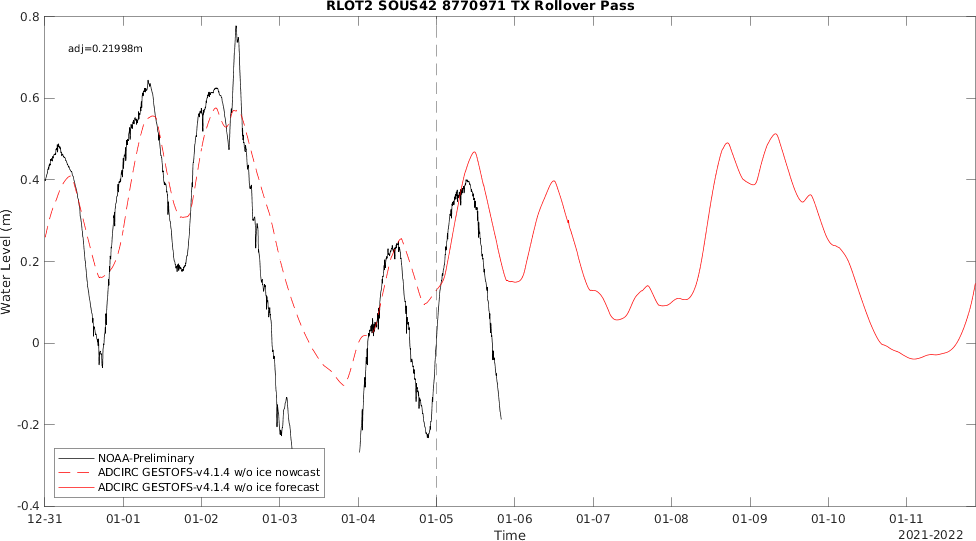 RLOT2 SOUS42 8770971 TX Rollover Pass
adj=0.21998m
0.8
0.6
0.4
0.2
0
-0.2
-0.4
Water Level (m)
NOAA-Preliminary
ADCIRC GESTOFS-v4.1.4 w/o ice nowcast
ADCIRC GESTOFS-v4.1.4 w/o ice forecast
12-31 01-01 01-02 01-03 01-04 01-05 01-06 01-07 01-08 01-09 01-10 01-11
Time
2021-2022